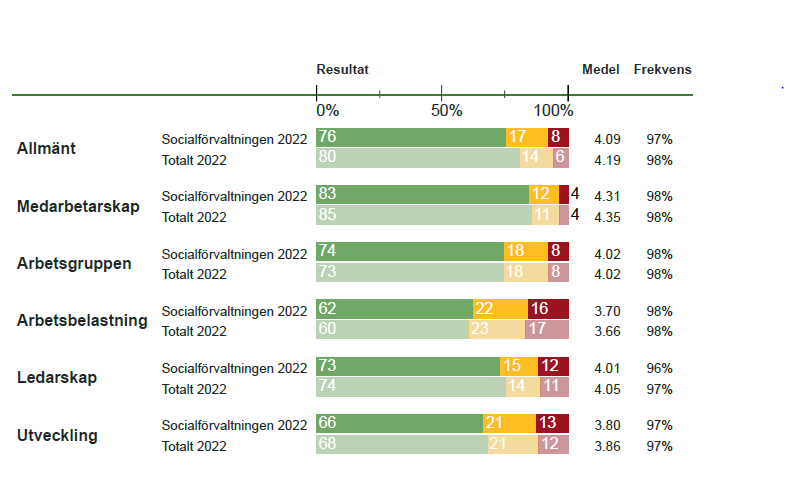 Resultat Medel Frekvens
0% 50% 100%
Allmänt
Socialförvaltningen 2022 76 17 8 4.09 97%
Totalt 2022 80 14 6 4.19 98%
Medarbetarskap
Socialförvaltningen 2022 83 12 4 4.31 98%
Totalt 2022 85 11 4 4.35 98%
Arbetsgruppen
Socialförvaltningen 2022 74 18 8 4.02 98%
Totalt 2022 73 18 8 4.02 98%
Arbetsbelastning
Socialförvaltningen 2022 62 22 16 3.70 98%
Totalt 2022 60 23 17 3.66 98%
Ledarskap
Socialförvaltningen 2022 73 15 12 4.01 96%
Totalt 2022 74 14 11 4.05 97%
Utveckling
Socialförvaltningen 2022 66 21 13 3.80 97%
Totalt 2022 68 21 12 3.86 97%